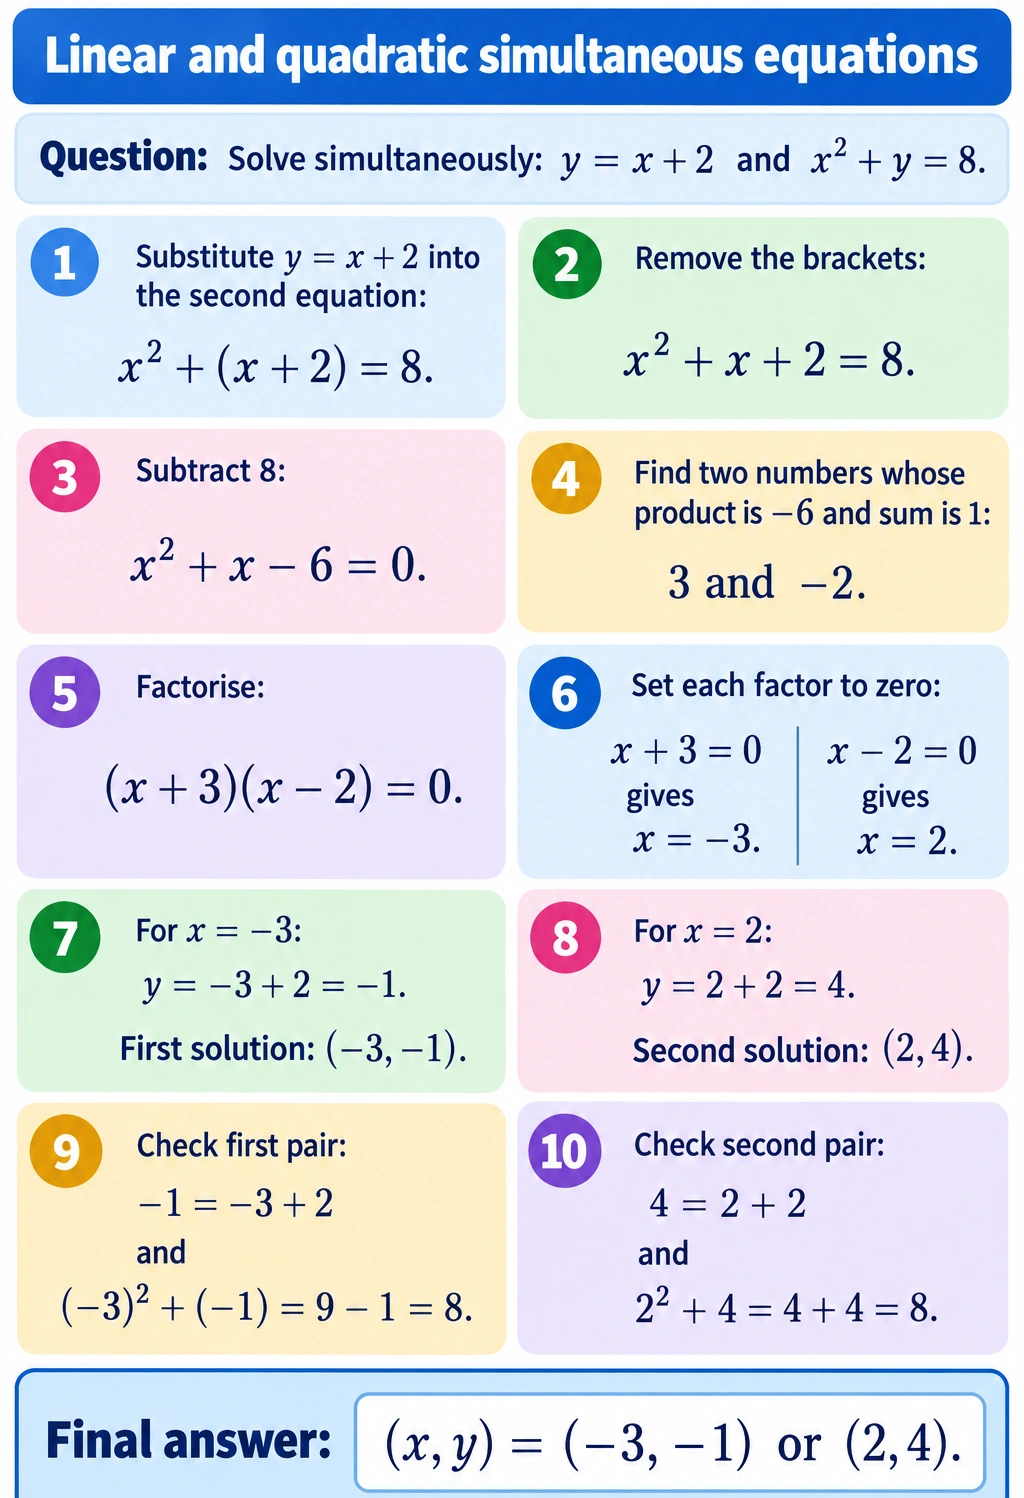 Linear and quadratic simultaneous equations
Question: Solve simultaneously: y = x + 2 and x² + y = 8.
1
Substitute y = x + 2 into
the second equation:
x² + (x + 2) = 8.
2
Remove the brackets:
x² + x + 2 = 8.
3
Subtract 8:
x² + x − 6 = 0.
4
Find two numbers whose
product is −6 and sum is 1:
3 and −2.
5
Factorise:
(x + 3)(x − 2) = 0.
6
Set each factor to zero:
x + 3 = 0
gives
x = −3.
x − 2 = 0
gives
x = 2.
7
For x = −3:
y = −3 + 2 = −1.
First solution: (−3, −1).
8
For x = 2:
y = 2 + 2 = 4.
Second solution: (2, 4).
9
Check first pair:
−1 = −3 + 2
and
(−3)² + (−1) = 9 − 1 = 8.
10
Check second pair:
4 = 2 + 2
and
2² + 4 = 4 + 4 = 8.
Final answer: (x, y) = (−3, −1) or (2, 4).